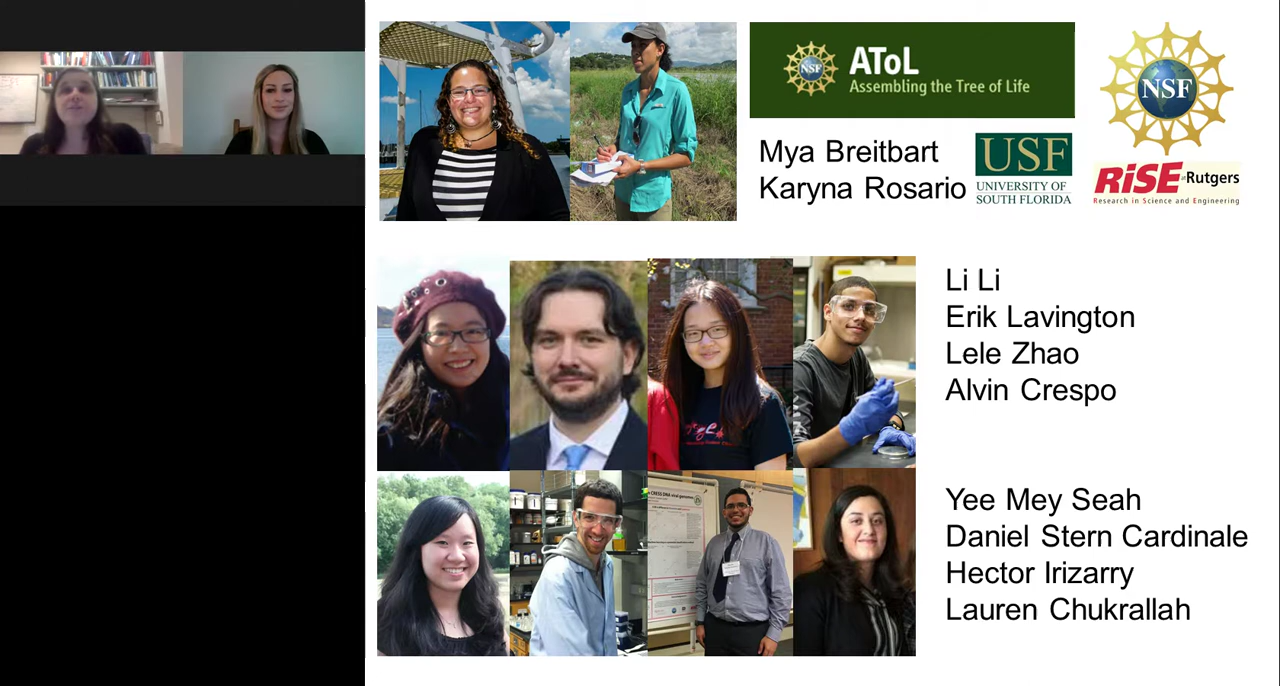 NSF
AToL
Assembling the Tree of Life
NSF
Mya Breitbart
Karyna Rosario
USF
UNIVERSITY OF
SOUTH FLORIDA
RiSE at Rutgers
Research in Science and Engineering
Li Li
Erik Lavington
Lele Zhao
Alvin Crespo
Yee Mey Seah
Daniel Stern Cardinale
Hector Irizarry
Lauren Chukrallah